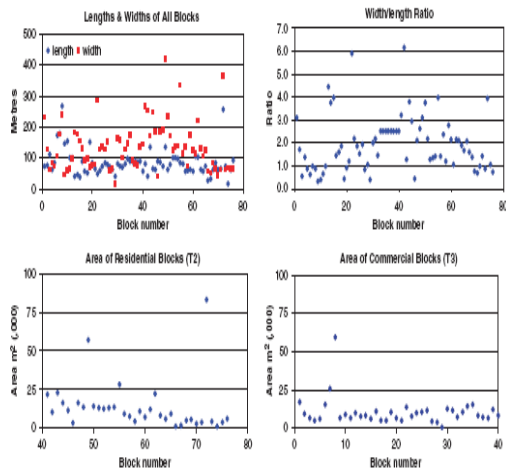 Lengths & Widths of All Blocks
500
400
300
200
100
0
Metres
length width
0 20 40 60 80
Block number
Width/length Ratio
7.0
6.0
5.0
4.0
3.0
2.0
1.0
0.0
Ratio
0 20 40 60 80
Block number
Area of Residential Blocks (T2)
100
75
50
25
0
Area m² (,000)
40 50 60 70 80
Block number
Area of Commercial Blocks (T3)
100
75
50
25
0
Area m² (,000)
0 10 20 30 40
Block number